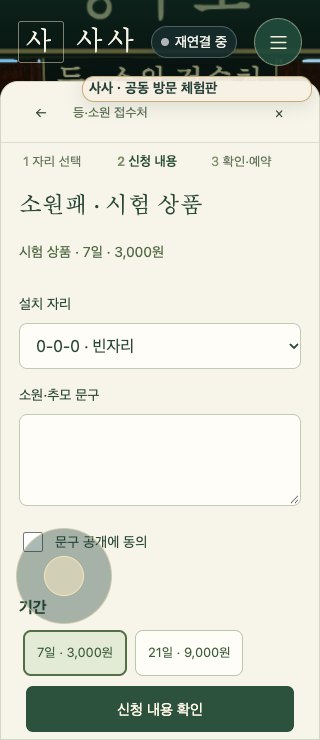 사 사사
재연결 중
사사 · 공동 방문 체험판
← 등·소원 접수처 ×
1 자리 선택 2 신청 내용 3 확인·예약
소원패 · 시험 상품
시험 상품 · 7일 · 3,000원
설치 자리
0-0-0 · 빈자리
소원·추모 문구
문구 공개에 동의
기간
7일 · 3,000원 21일 · 9,000원
신청 내용 확인